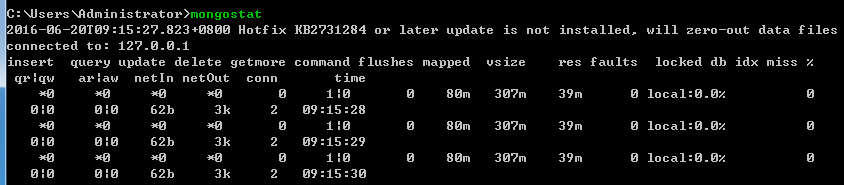 C:\Users\Administrator>mongostat
2016-06-20T09:15:27.823+0800 Hotfix KB2731284 or later update is not installed, will zero-out data files
connected to: 127.0.0.1
insert  query update delete getmore command flushes mapped  vsize    res faults  locked db idx miss %
 qr|qw   ar|aw  netIn netOut  conn       time
    *0     *0     *0     *0       0     1|0       0    80m   307m    39m      0 local:0.0%          0
   0|0     0|0    62b     3k     2   09:15:28
    *0     *0     *0     *0       0     1|0       0    80m   307m    39m      0 local:0.0%          0
   0|0     0|0    62b     3k     2   09:15:29
    *0     *0     *0     *0       0     1|0       0    80m   307m    39m      0 local:0.0%          0
   0|0     0|0    62b     3k     2   09:15:30